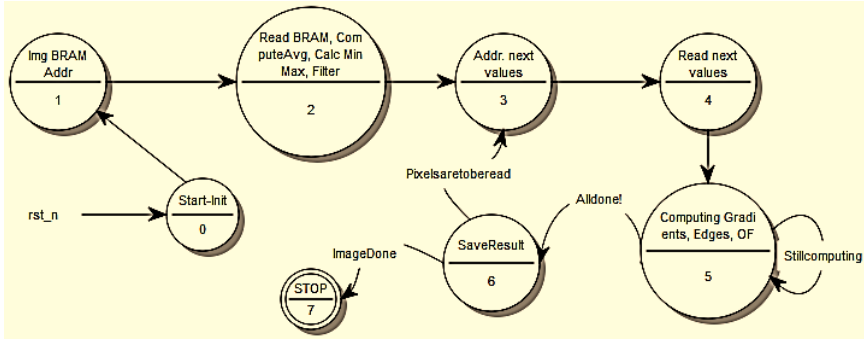 Img BRAM
Addr
1
Read BRAM, Com
puteAvg, Calc Min
Max, Filter
2
Addr. next
values
3
Read next
values
4
rst_n
Start-Init
0
Pixelsaretoberead
Alldone!
Computing Gradi
ents, Edges, OF
5
Stillcomputing
SaveResult
6
ImageDone
STOP
7